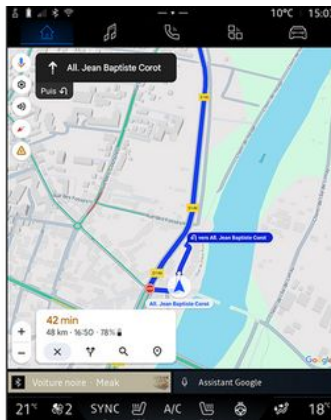 10°C 15:03
All. Jean Baptiste Corot
Puis
vers All. Jean Baptiste Corot
All. Jean Baptiste Corot
42 min
48 km · 16:50 · 78%
Google
Voiture noire · Meak
Assistant Google
21° 2 SYNC A/C 18°